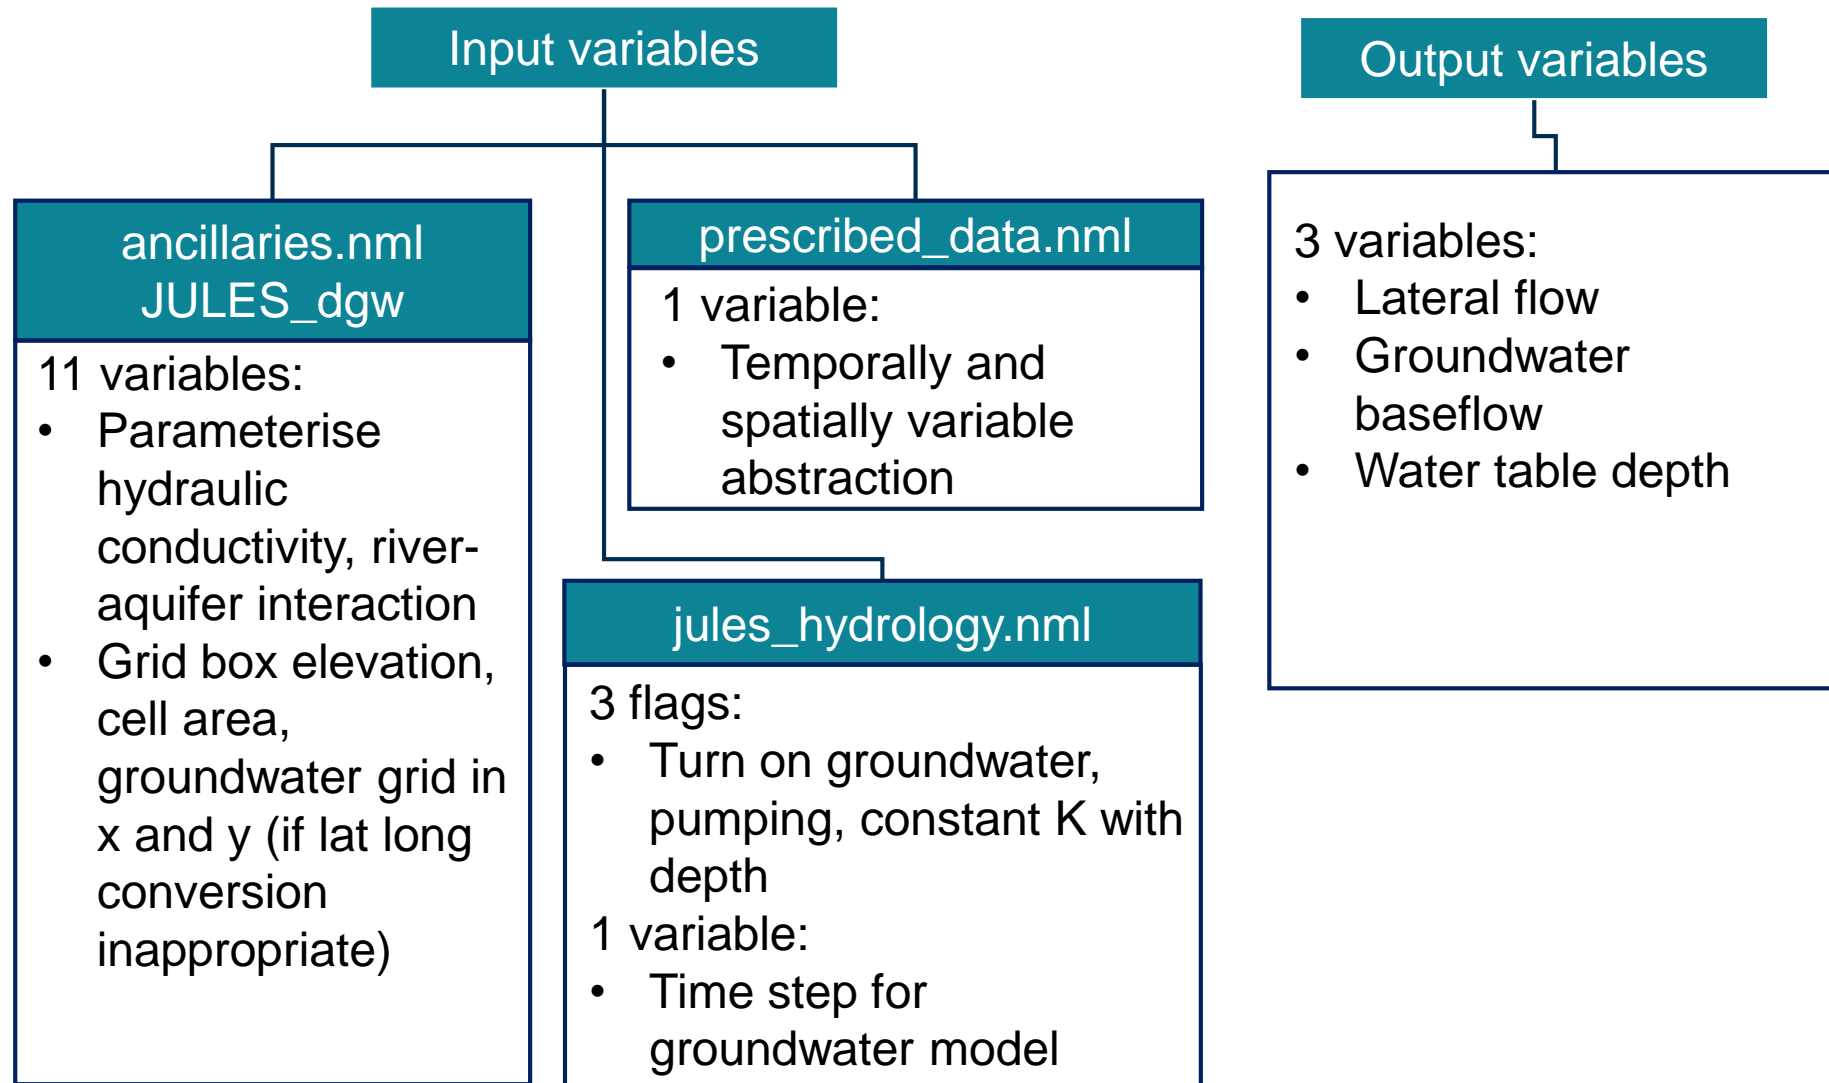 Input variables
ancillaries.nml
JULES_dgw
11 variables:
• Parameterise
hydraulic
conductivity, river-
aquifer interaction
• Grid box elevation,
cell area,
groundwater grid in
x and y (if lat long
conversion
inappropriate)
prescribed_data.nml
1 variable:
• Temporally and
spatially variable
abstraction
jules_hydrology.nml
3 flags:
• Turn on groundwater,
pumping, constant K with
depth
1 variable:
• Time step for
groundwater model
Output variables
3 variables:
• Lateral flow
• Groundwater
baseflow
• Water table depth